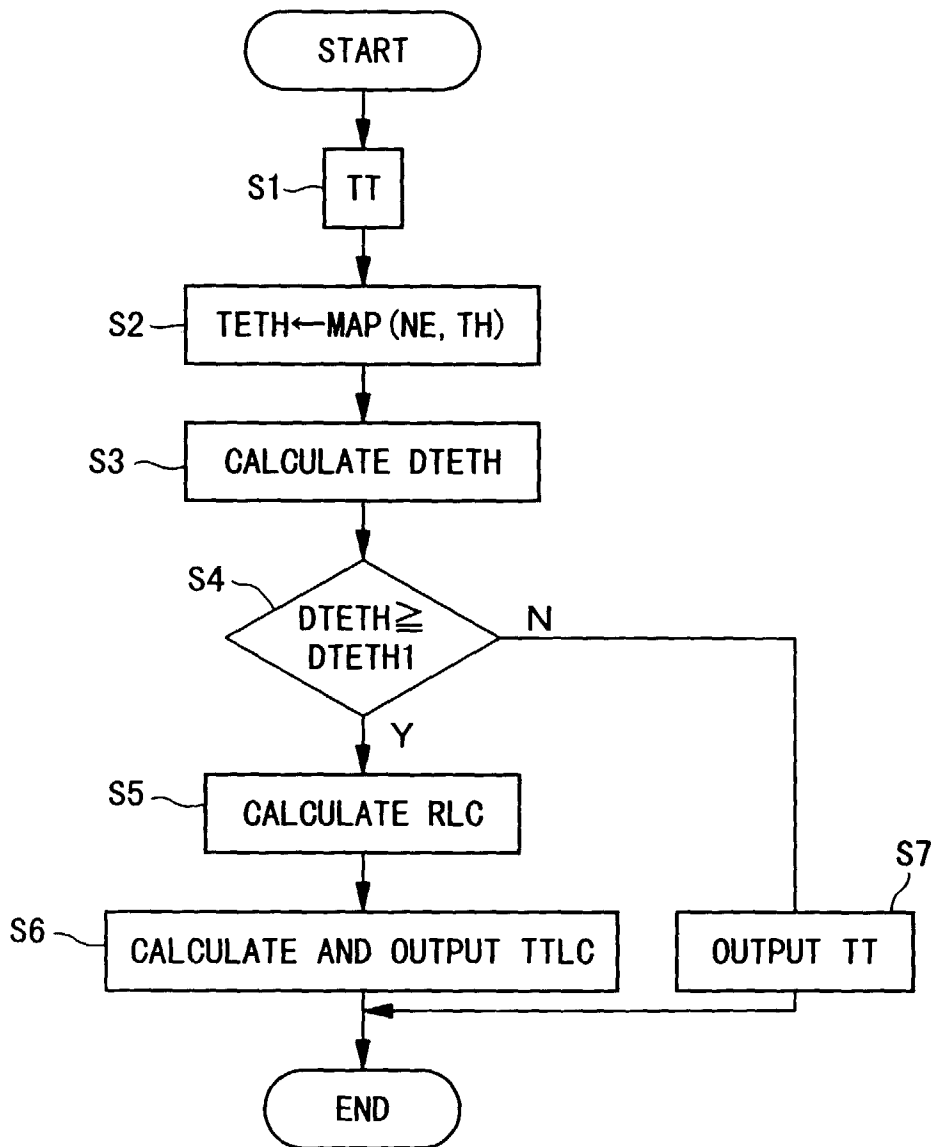 START
S1
TT
S2
TETH←MAP(NE, TH)
S3
CALCULATE DTETH
S4
DTETH≧
DTETH1
N
Y
S5
CALCULATE RLC
S6
CALCULATE AND OUTPUT TTLC
S7
OUTPUT TT
END